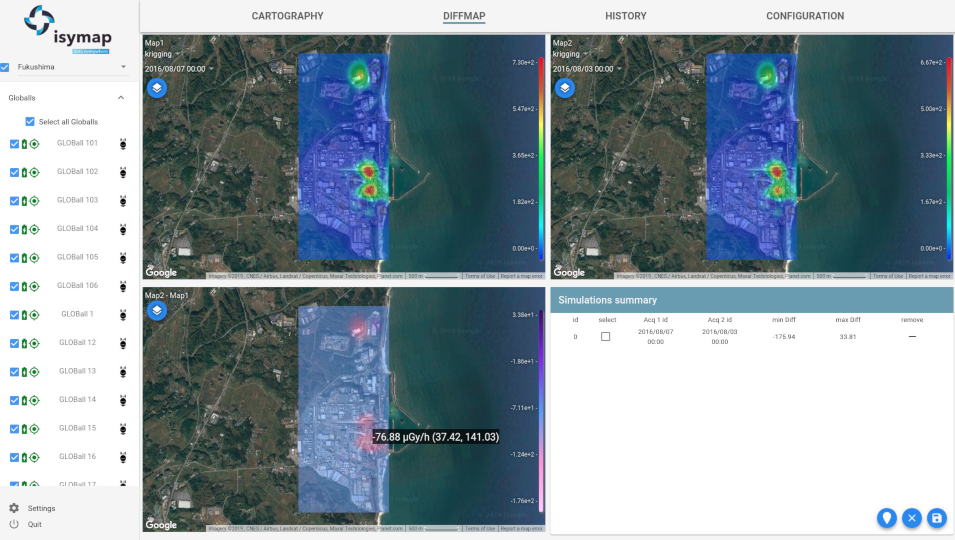 isymap
data everywhere
Fukushima
Globalls
Select all Globalls
GLOBall 101
GLOBall 102
GLOBall 103
GLOBall 104
GLOBall 105
GLOBall 106
GLOBall 1
GLOBall 12
GLOBall 13
GLOBall 14
GLOBall 15
GLOBall 16
GLOBall 17
Settings
Quit
CARTOGRAPHY
DIFFMAP
HISTORY
CONFIGURATION
Map1
krigging
2016/08/07 00:00
7.30e+2
5.47e+2
3.65e+2
1.82e+2
0.00e+0
Google
Imagery ©2019, CNES / Airbus, Landsat / Copernicus, Maxar Technologies, Planet.com 500 m Terms of Use Report a map error
Map2
krigging
2016/08/03 00:00
6.67e+2
5.00e+2
3.33e+2
1.67e+2
0.00e+0
Google
Imagery ©2019, CNES / Airbus, Landsat / Copernicus, Maxar Technologies, Planet.com 500 m Terms of Use Report a map error
Map2 - Map1
3.38e+1
-1.86e+1
-7.11e+1
-1.24e+2
-1.76e+2
-76.88 µGy/h (37.42, 141.03)
Google
Imagery ©2019, CNES / Airbus, Landsat / Copernicus, Maxar Technologies, Planet.com 500 m Terms of Use Report a map error
Simulations summary
id select Acq 1 id Acq 2 id min Diff max Diff remove
0 2016/08/07 00:00 2016/08/03 00:00 -175.94 33.81